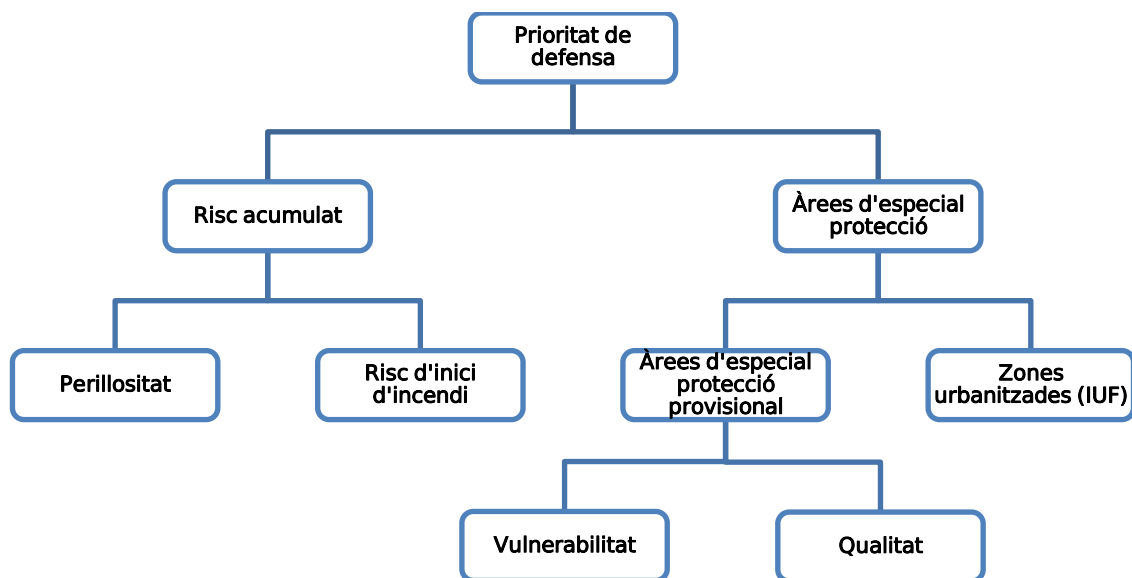 Prioritat de
defensa
Risc acumulat
Àrees d'especial
protecció
Perillositat
Risc d'inici
d'incendi
Àrees d'especial
protecció
provisional
Zones
urbanitzades (IUF)
Vulnerabilitat
Qualitat